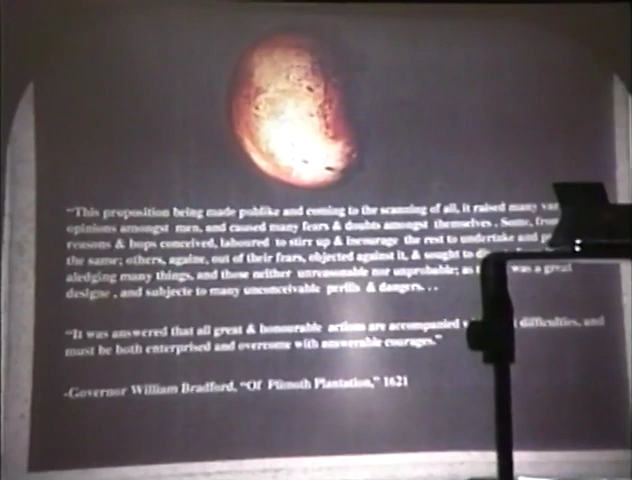 "This proposition being made publike and coming to the scanning of all, it raised many
opinions amongst men, and caused many fears & doubts amongst themselves. Some, from
reasons & hops conceived, laboured to stirr up & incourage the rest to undertake and
the same; others, againe, out of their fears, objected against it, & sought to
aledging many things, and those neither unreasonable nor unprobable; as was a great
designe, and subjecte to many unconceivable perills & dangers...
"It was answered that all great & honourable actions are accompanied difficulties, and
must be both enterprised and overcome with answerable courages."
-Governor William Bradford, "Of Plimoth Plantation," 1621